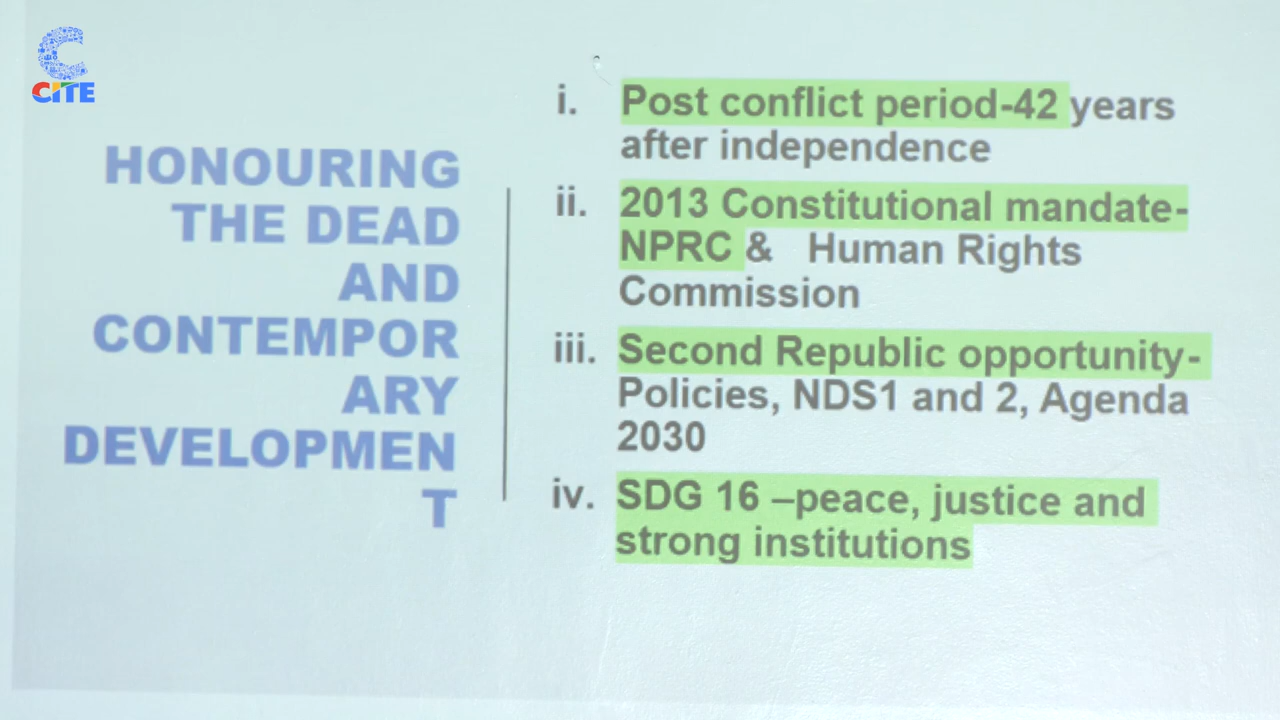 CITE
HONOURING
THE DEAD
AND
CONTEMPOR
ARY
DEVELOPMEN
T
i. Post conflict period-42 years
after independence
ii. 2013 Constitutional mandate-
NPRC & Human Rights
Commission
iii. Second Republic opportunity-
Policies, NDS1 and 2, Agenda
2030
iv. SDG 16 –peace, justice and
strong institutions